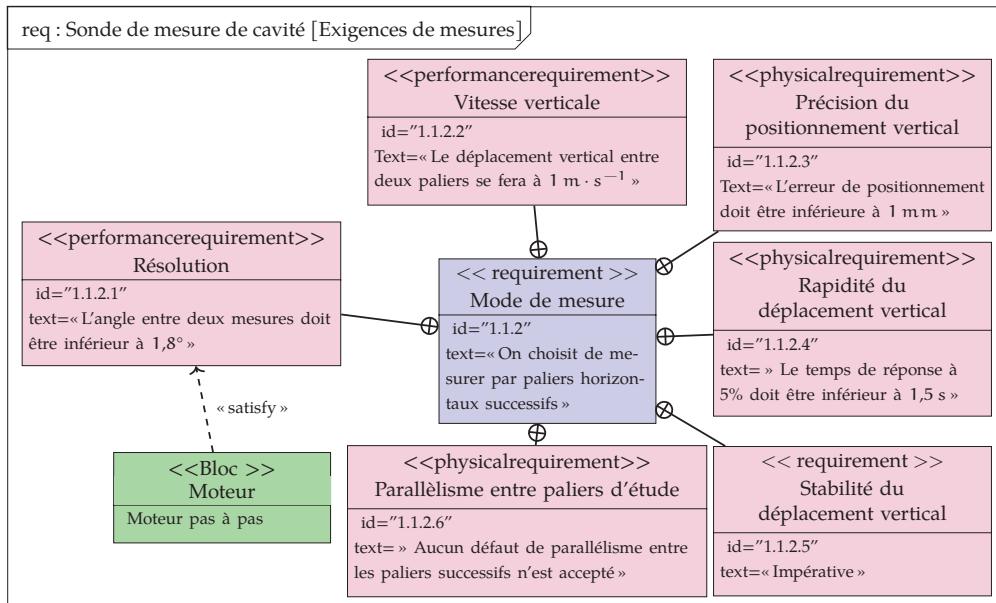 req : Sonde de mesure de cavité [Exigences de mesures]
<<performancerequirement>>
Vitesse verticale
id="1.1.2.2"
Text=« Le déplacement vertical entre
deux paliers se fera à 1 m · s⁻¹ »
<<physicalrequirement>>
Précision du
positionnement vertical
id="1.1.2.3"
Text=« L'erreur de positionnement
doit être inférieure à 1 mm »
<<performancerequirement>>
Résolution
id="1.1.2.1"
text=« L'angle entre deux mesures doit
être inférieur à 1,8° »
<< requirement >>
Mode de mesure
id="1.1.2"
text=« On choisit de me-
surer par paliers horizon-
taux successifs »
<<physicalrequirement>>
Rapidité du
déplacement vertical
id="1.1.2.4"
text= » Le temps de réponse à
5% doit être inférieur à 1,5 s »
« satisfy »
<<Bloc >>
Moteur
Moteur pas à pas
<<physicalrequirement>>
Parallèlisme entre paliers d'étude
id="1.1.2.6"
text= » Aucun défaut de parallélisme entre
les paliers successifs n'est accepté »
<< requirement >>
Stabilité du
déplacement vertical
id="1.1.2.5"
text=« Impérative »